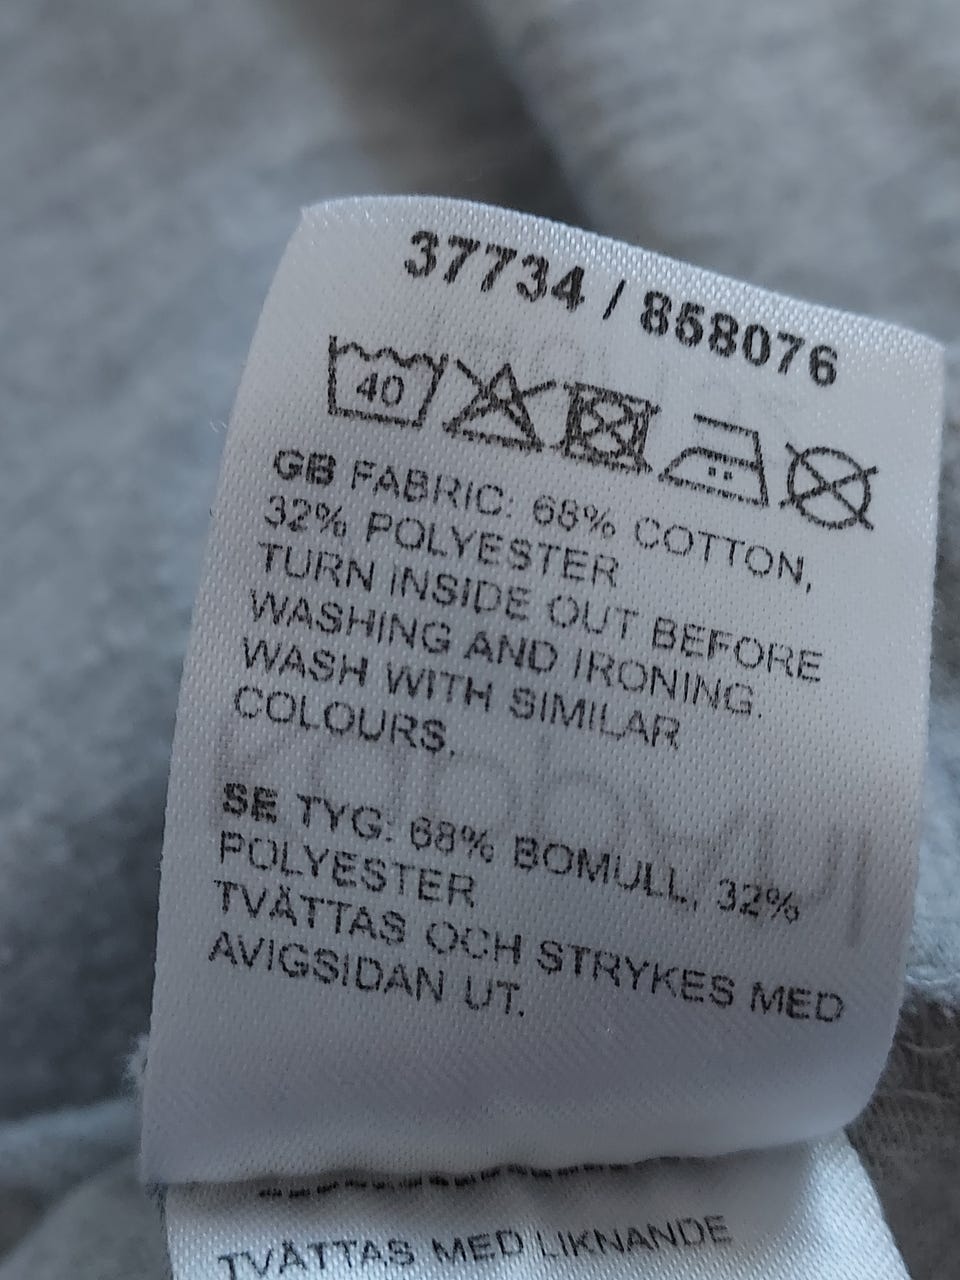 37734 / 858076
40
GB FABRIC: 68% COTTON,
32% POLYESTER
TURN INSIDE OUT BEFORE
WASHING AND IRONING.
WASH WITH SIMILAR
COLOURS.
SE TYG: 68% BOMULL, 32%
POLYESTER
TVÄTTAS OCH STRYKES MED
AVIGSIDAN UT.
TVÄTTAS MED LIKNANDE